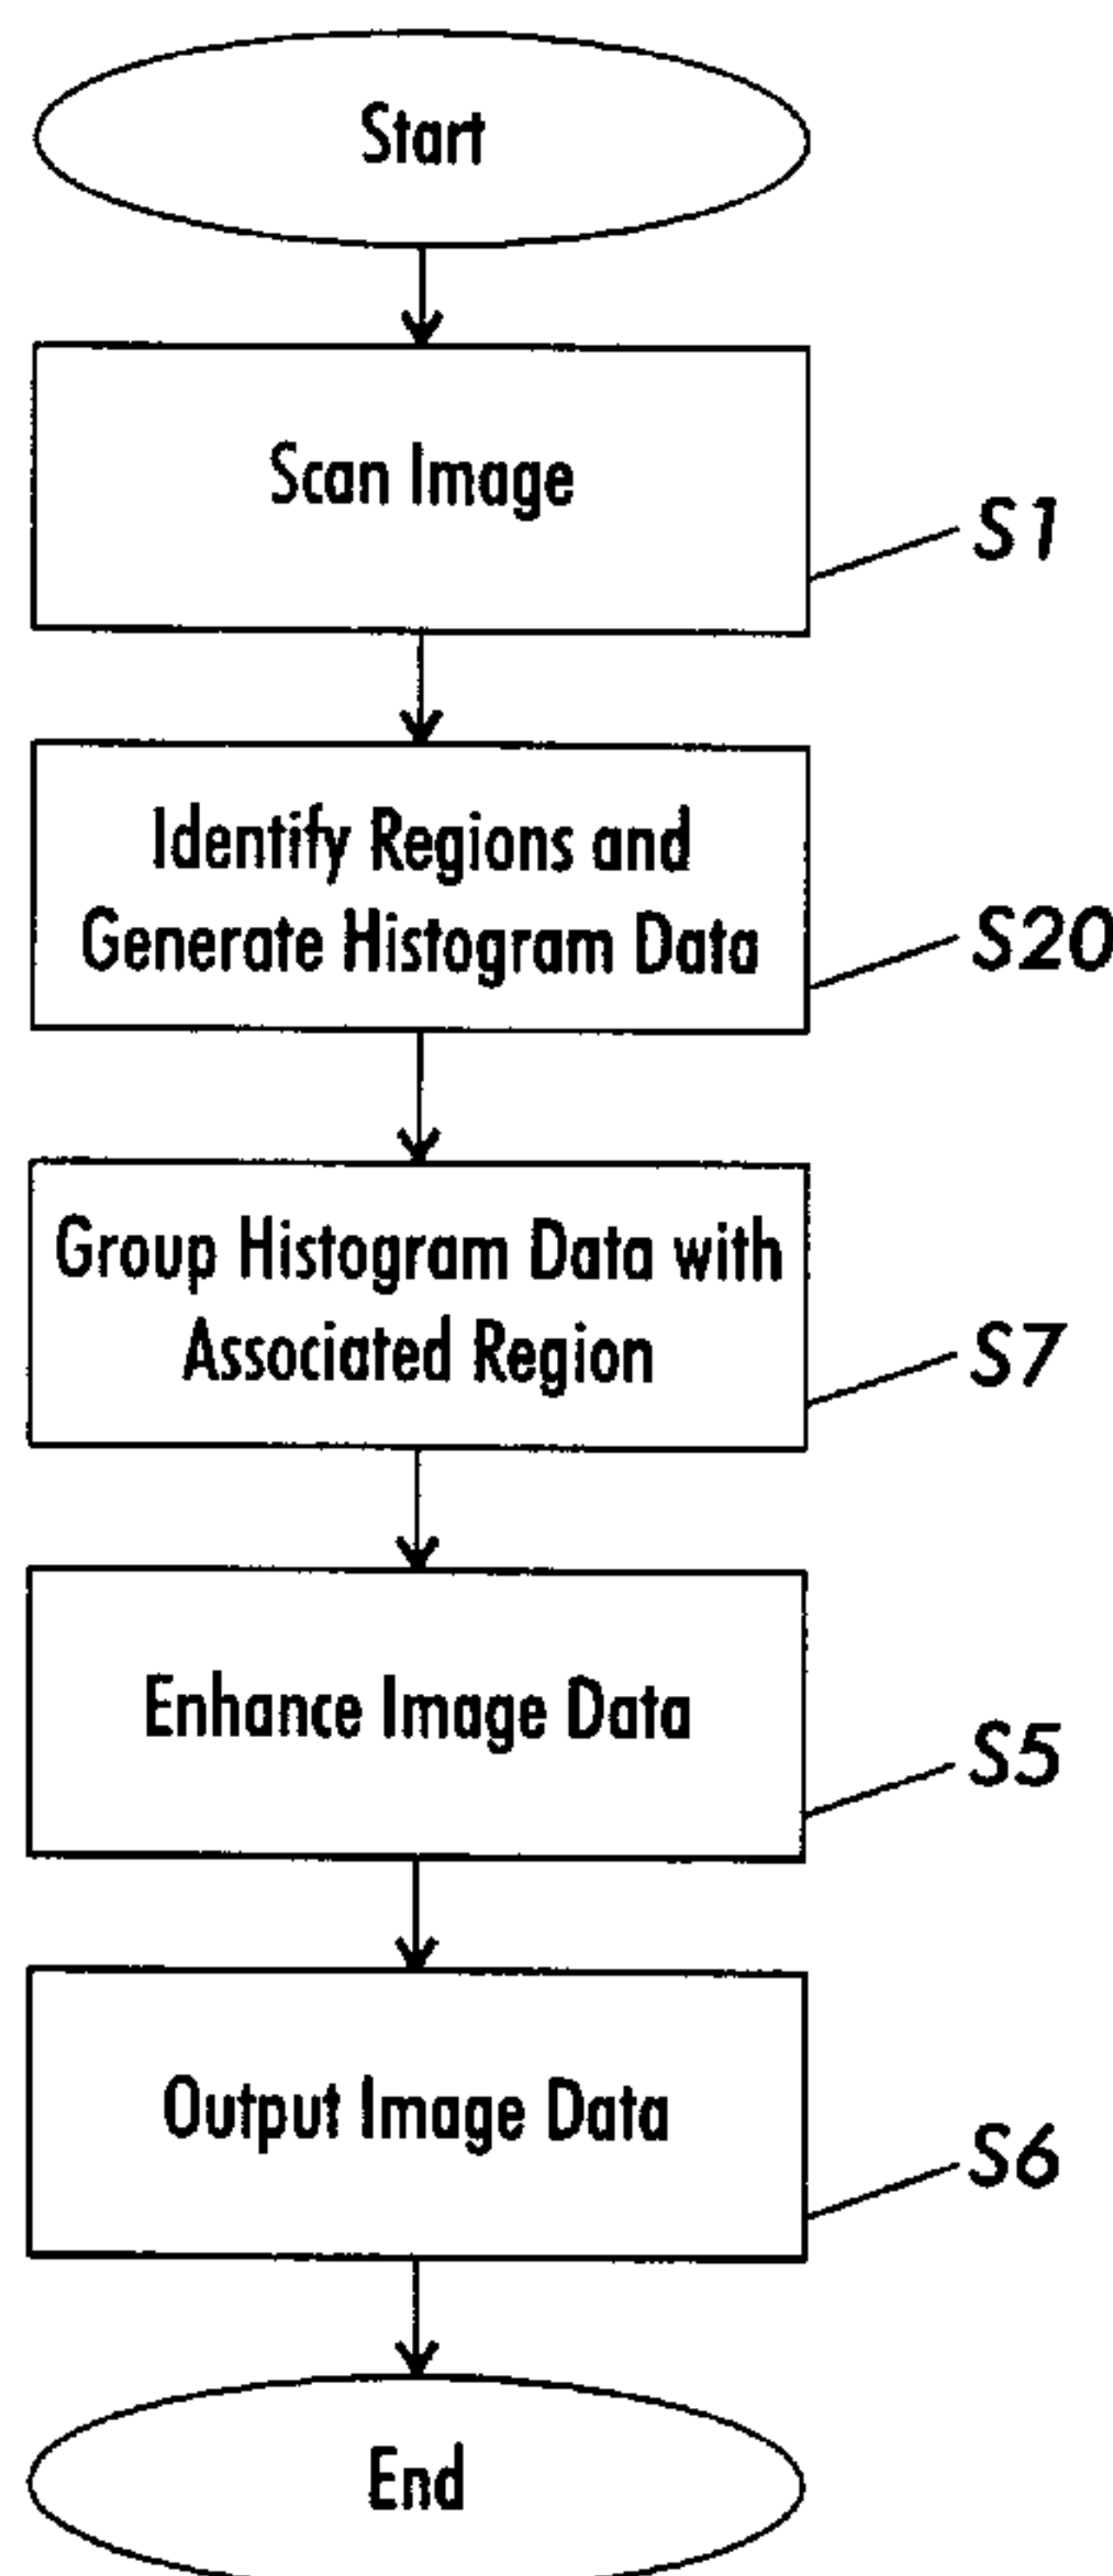 Start
Scan Image
S1
Identify Regions and
Generate Histogram Data
S20
Group Histogram Data with
Associated Region
S7
Enhance Image Data
S5
Output Image Data
S6
End